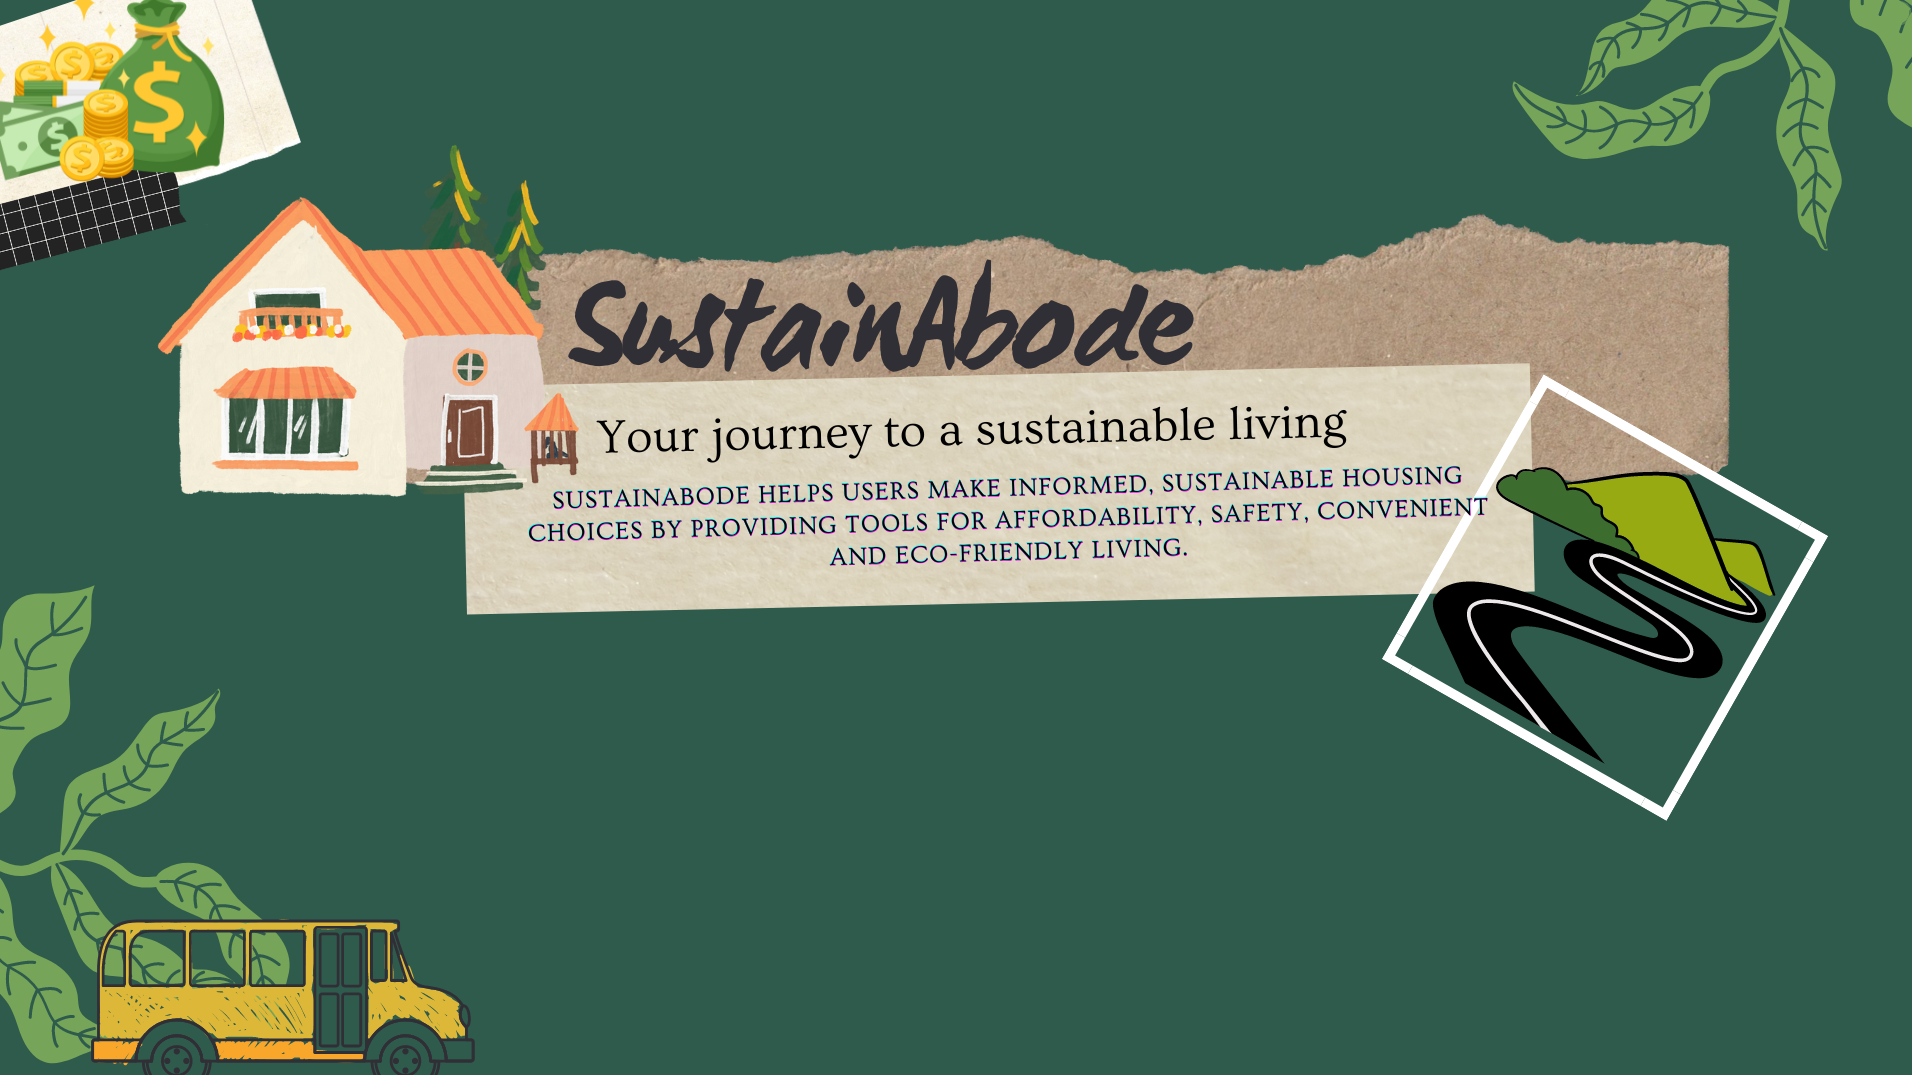 SustainAbode
Your journey to a sustainable living
SUSTAINABODE HELPS USERS MAKE INFORMED, SUSTAINABLE HOUSING
CHOICES BY PROVIDING TOOLS FOR AFFORDABILITY, SAFETY, CONVENIENT
AND ECO-FRIENDLY LIVING.